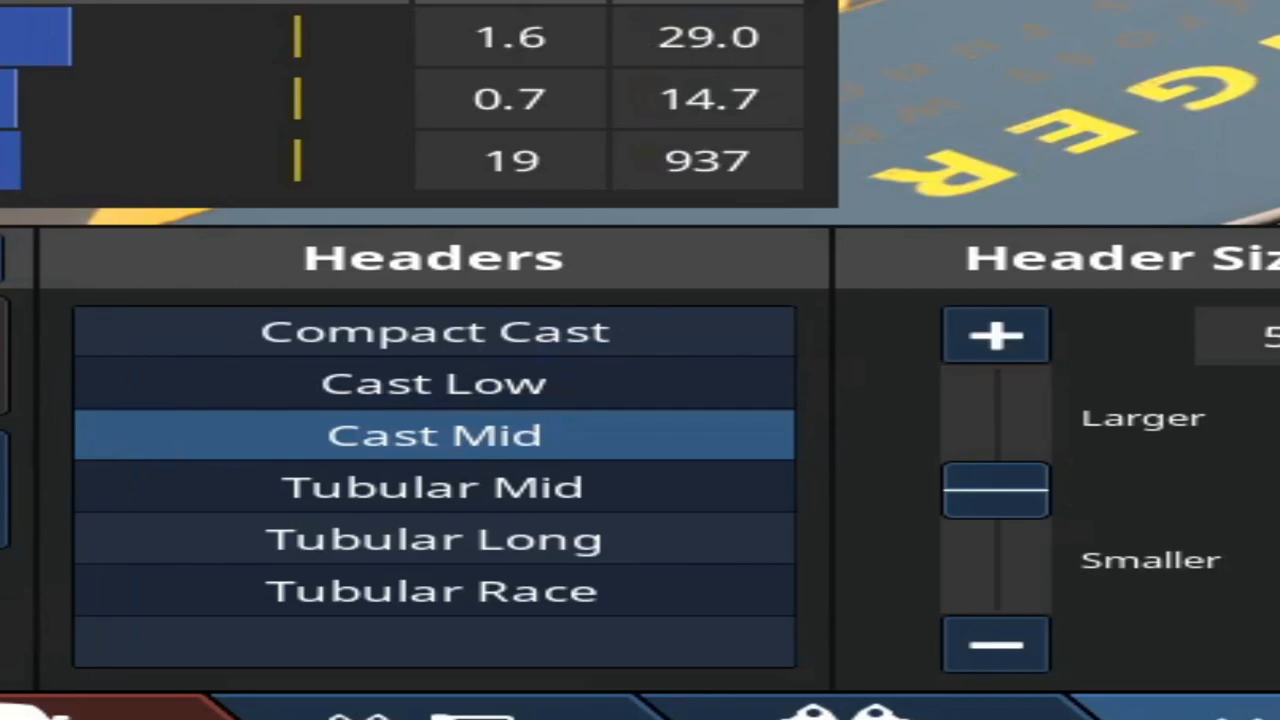 1.6 29.0
0.7 14.7
19 937
G E R
Headers
Header
Compact Cast
Cast Low
Cast Mid
Tubular Mid
Tubular Long
Tubular Race
+
Larger
Smaller
−